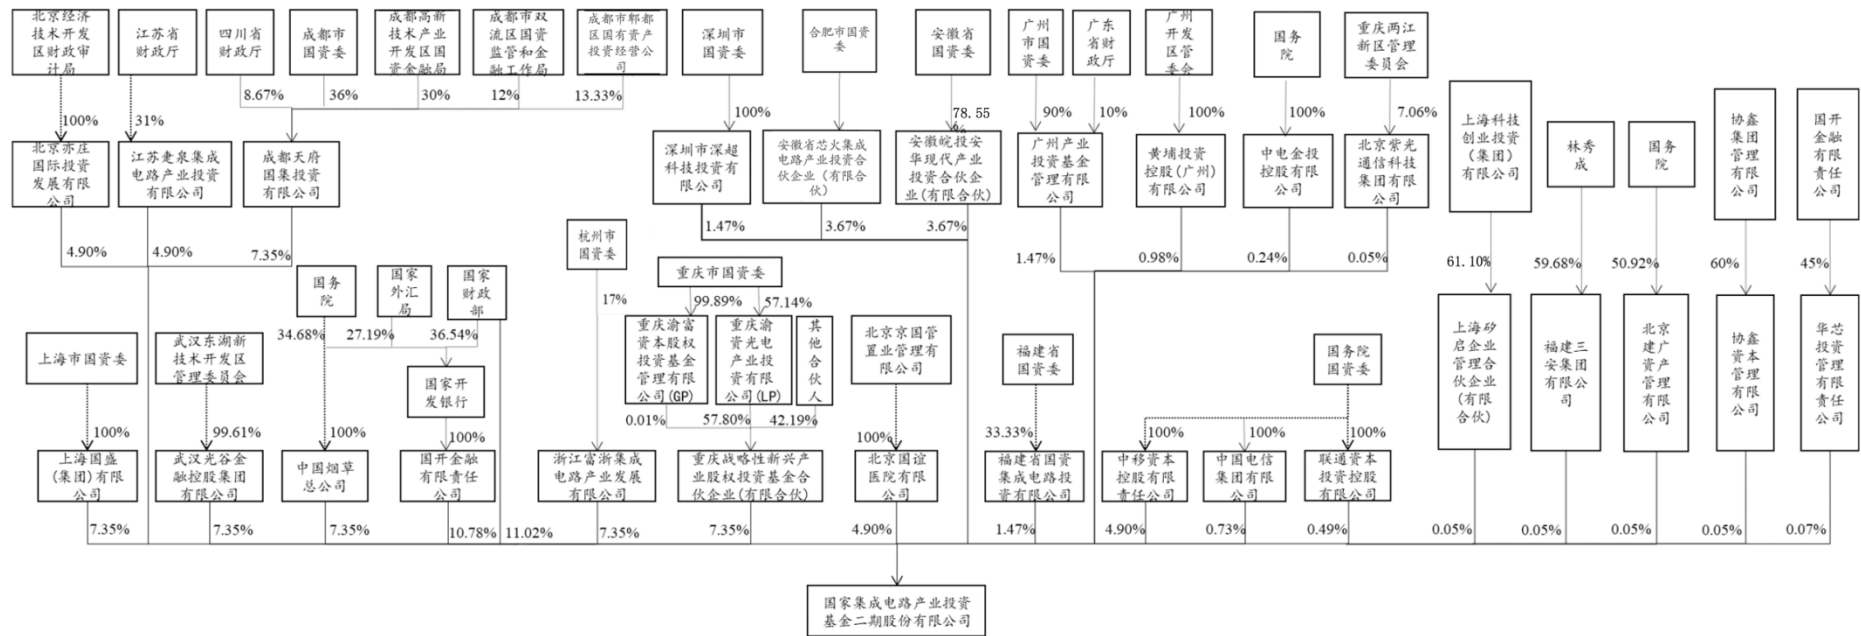 北京经济
技术开发
区财政审
计局
江苏省
财政厅
四川省
财政厅
成都市
国资委
成都高新
技术产业
开发区国
资金融局
成都市双
流区国资
监管和金
融工作局
成都市郫都
区国有资产
投资经营公
司
深圳市
国资委
合肥市国资
委
安徽省
国资委
广州
市国
资委
广东
省财
政厅
广州
开发
区管
委会
国务
院
重庆两江
新区管理
委员会
8.67%
36%
30%
12%
13.33%
100%
31%
100%
78.55
%
90%
10%
100%
100%
7.06%
北京亦庄
国际投资
发展有限
公司
江苏疌泉集成
电路产业投资
有限公司
成都天府
国集投资
有限公司
深圳市深超
科技投资有
限公司
安徽省芯火集成
电路产业投资合
伙企业（有限合
伙）
安徽皖投安
华现代产业
投资合伙企
业(有限合伙)
广州产业
投资基金
管理有限
公司
黄埔投资
控股(广州)
有限公司
中电金投
控股有限
公司
北京紫光
通信科技
集团有限
公司
上海科技
创业投资
(集团)
有限公司
林秀
成
国务
院
协鑫
集团
管理
有限
公司
国开
金融
有限
责任
公司
4.90%
4.90%
7.35%
1.47%
3.67%
3.67%
1.47%
0.98%
0.24%
0.05%
61.10%
59.68%
50.92%
60%
45%
国务
院
国家
外汇
局
国家
财政
部
杭州市
国资委
重庆市国资委
34.68%
27.19%
36.54%
17%
99.89%
57.14%
上海市国资委
武汉东湖新
技术开发区
管理委员会
国家开
发银行
重庆渝富
资本股权
投资基金
管理有限
公司(GP)
重庆渝
资光电
产业投
资有限
公司(LP)
其
他
合
伙
人
北京京国管
置业管理有
限公司
福建省
国资委
国务院
国资委
上海矽
启企业
管理合
伙企业
(有限
合伙)
福建三
安集团
有限公
司
北京
建广
资产
管理
有限
公司
协鑫
资本
管理
有限
公司
华芯
投资
管理
有限
责任
公司
100%
99.61%
100%
100%
0.01%
57.80%
42.19%
100%
33.33%
100%
100%
100%
上海国盛
(集团)有限
公司
武汉光谷金
融控股集团
有限公司
中国烟草
总公司
国开金融
有限责任
公司
浙江富浙集成
电路产业发展
有限公司
重庆战略性新兴产
业股权投资基金合
伙企业(有限合伙)
北京国谊
医院有限
公司
福建省国资
集成电路投
资有限公司
中移资本
控股有限
责任公司
中国电信
集团有限
公司
联通资本
投资控股
有限公司
7.35%
7.35%
7.35%
10.78%
11.02%
7.35%
7.35%
4.90%
1.47%
4.90%
0.73%
0.49%
0.05%
0.05%
0.05%
0.05%
0.07%
国家集成电路产业投资
基金二期股份有限公司